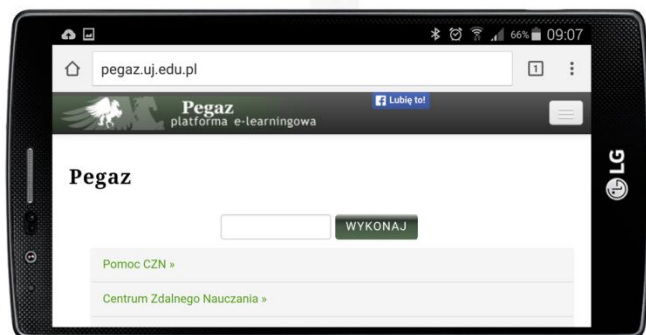 66% 09:07
pegaz.uj.edu.pl
1
Pegaz
platforma e-learningowa
Lubię to!
Pegaz
WYKONAJ
Pomoc CZN »
Centrum Zdalnego Nauczania »
LG